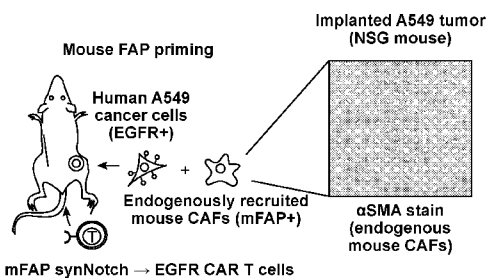 Implanted A549 tumor
(NSG mouse)
Mouse FAP priming
Human A549
cancer cells
(EGFR+)
+
Endogenously recruited
mouse CAFs (mFAP+)
T
αSMA stain
(endogenous
mouse CAFs)
mFAP synNotch → EGFR CAR T cells